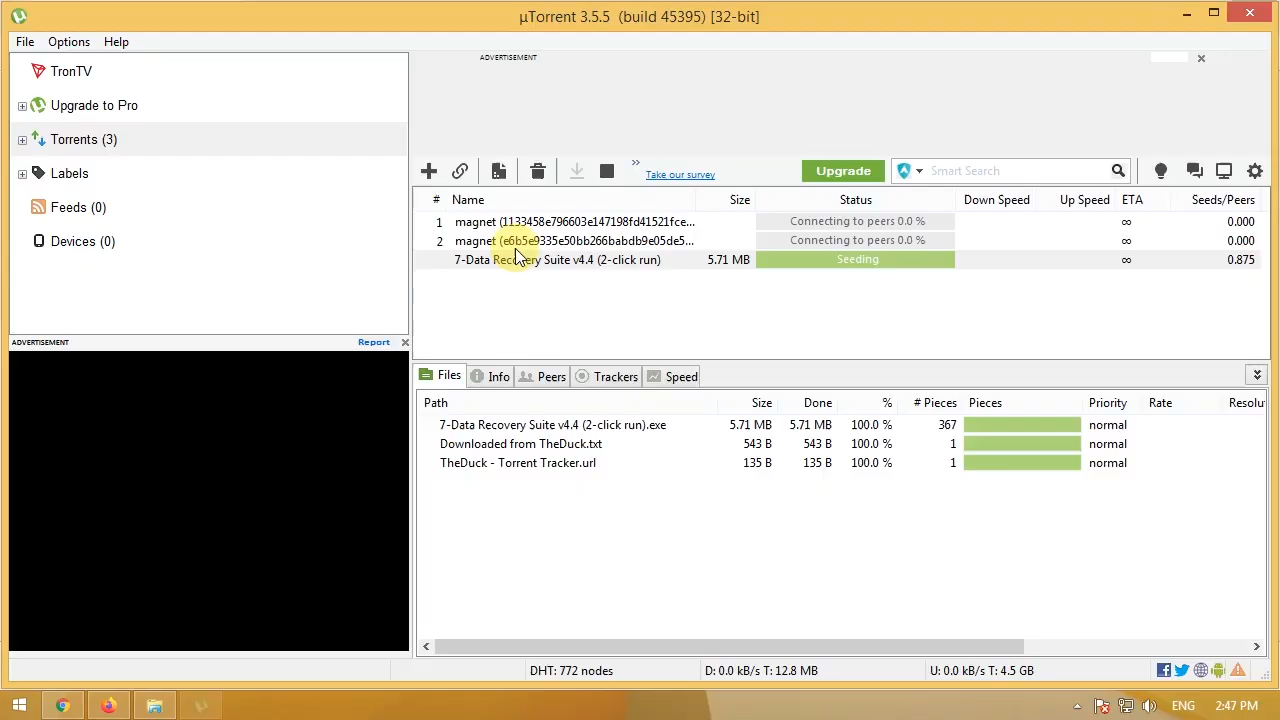 µTorrent 3.5.5 (build 45395) [32-bit]
File Options Help
TronTV
Upgrade to Pro
Torrents (3)
Labels
Feeds (0)
Devices (0)
ADVERTISEMENT
Report
ADVERTISEMENT
Take our survey
Upgrade
Smart Search
# Name Size Status Down Speed Up Speed ETA Seeds/Peers
1 magnet (1133458e796603e147198fd41521fce... Connecting to peers 0.0 % ∞ 0.000
2 magnet (e6b5e9335e50bb266babdb9e05de5... Connecting to peers 0.0 % ∞ 0.000
7-Data Recovery Suite v4.4 (2-click run) 5.71 MB Seeding ∞ 0.875
Files Info Peers Trackers Speed
Path Size Done % # Pieces Pieces Priority Rate Resolu
7-Data Recovery Suite v4.4 (2-click run).exe 5.71 MB 5.71 MB 100.0 % 367 normal
Downloaded from TheDuck.txt 543 B 543 B 100.0 % 1 normal
TheDuck - Torrent Tracker.url 135 B 135 B 100.0 % 1 normal
DHT: 772 nodes D: 0.0 kB/s T: 12.8 MB U: 0.0 kB/s T: 4.5 GB
ENG 2:47 PM